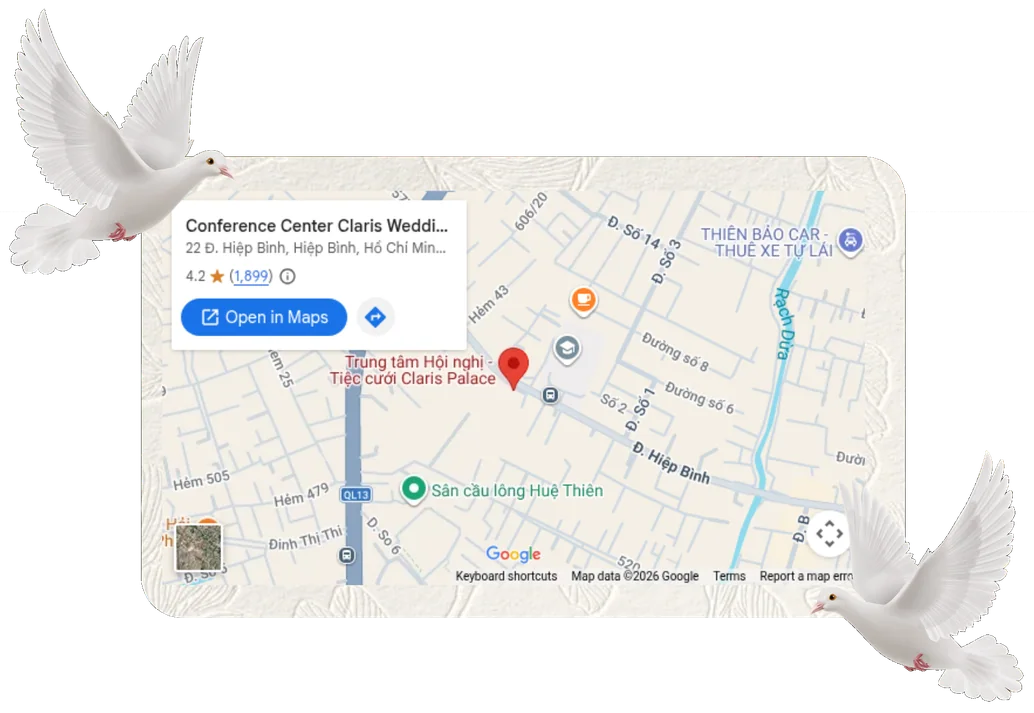 Conference Center Claris Weddi...
22 Đ. Hiệp Bình, Hiệp Bình, Hồ Chí Min...
4.2 ★ (1,899)
Open in Maps
606/20
Đ. Số 14
Đ. Số 3
THIÊN BẢO CAR -
THUÊ XE TỰ LÁI
Rạch Dừa
Hẻm 43
Trung tâm Hội nghị -
Tiệc cưới Claris Palace
Đường số 8
Đường số 6
Số 2
Đ. Số 1
Đ. Hiệp Bình
Hẻm 505
Hẻm 479
QL13
Sân cầu lông Huệ Thiên
Đinh Thị Thi
Đ. Số 6
520
Đ. B
Google
Keyboard shortcuts
Map data ©2026 Google
Terms
Report a map erro